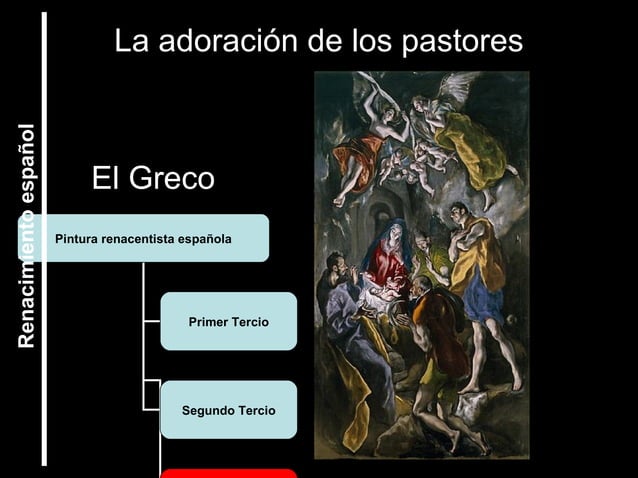 La adoración de los pastores
Renacimiento español
El Greco
Pintura renacentista española
Primer Tercio
Segundo Tercio